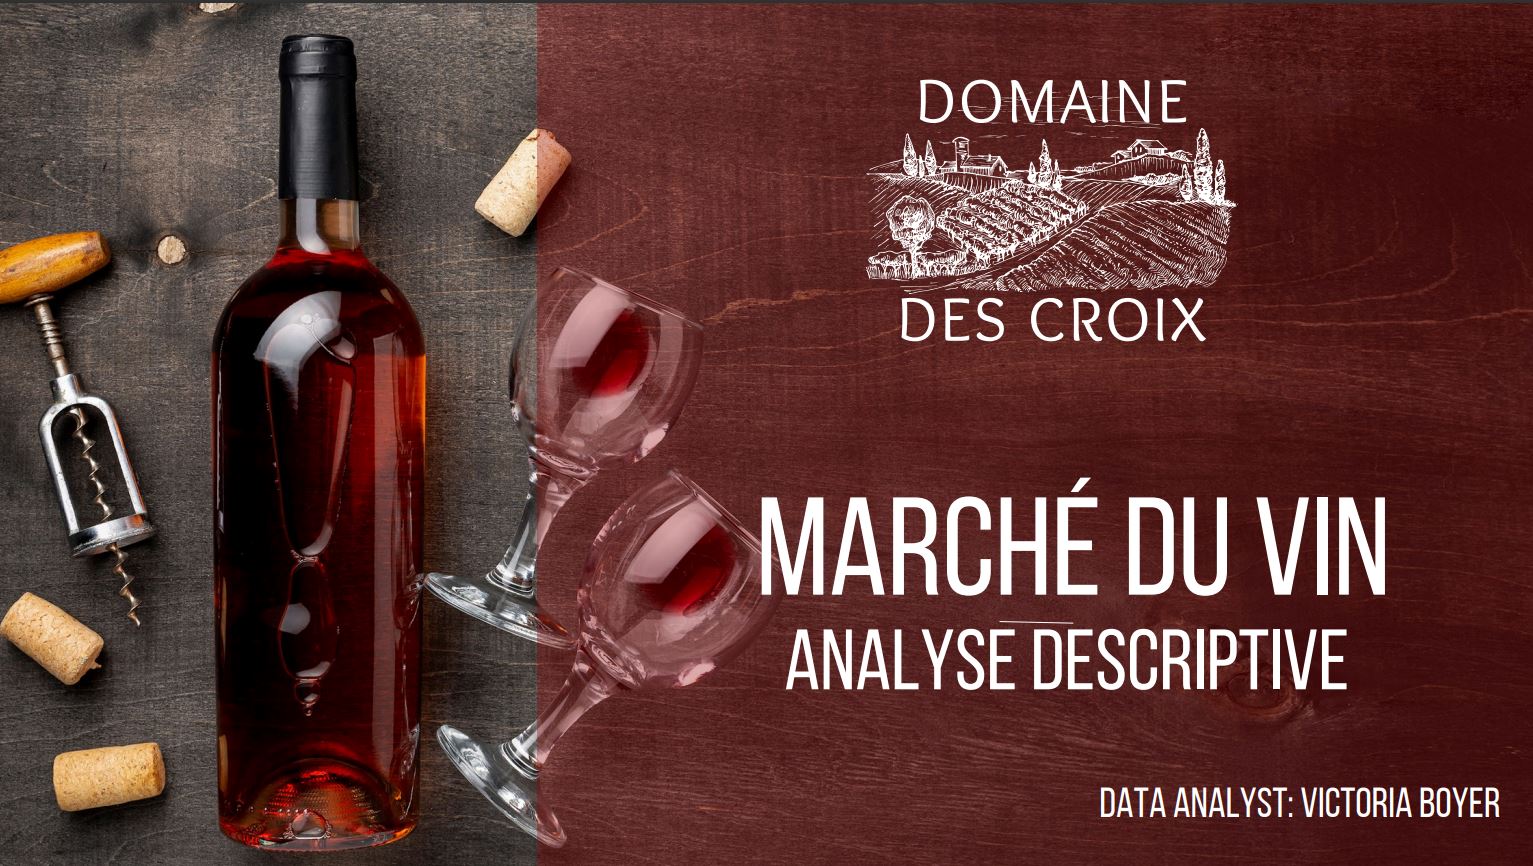 DOMAINE
DES CROIX
MARCHÉ DU VIN
ANALYSE DESCRIPTIVE
DATA ANALYST: VICTORIA BOYER